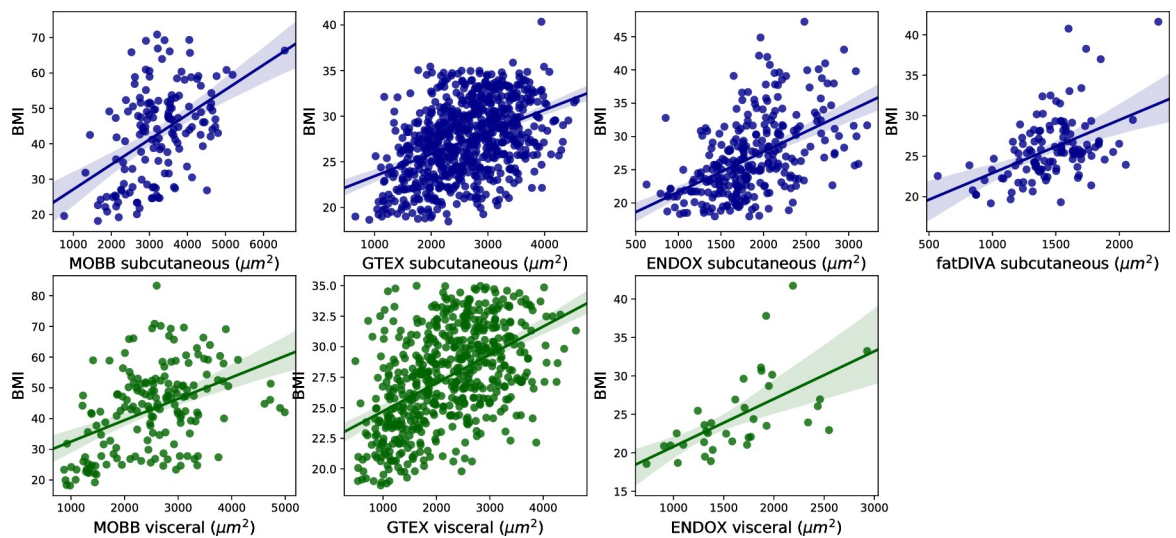 70
60
50
40
30
20
BMI
1000 2000 3000 4000 5000 6000
MOBB subcutaneous (μm²)
40
35
30
25
20
BMI
1000 2000 3000 4000
GTEX subcutaneous (μm²)
45
40
35
30
25
20
BMI
500 1000 1500 2000 2500 3000
ENDOX subcutaneous (μm²)
40
35
30
25
20
BMI
500 1000 1500 2000
fatDIVA subcutaneous (μm²)
80
70
60
50
40
30
20
BMI
1000 2000 3000 4000 5000
MOBB visceral (μm²)
35.0
32.5
30.0
27.5
25.0
22.5
20.0
BMI
1000 2000 3000 4000
GTEX visceral (μm²)
40
35
30
25
20
15
BMI
1000 1500 2000 2500 3000
ENDOX visceral (μm²)